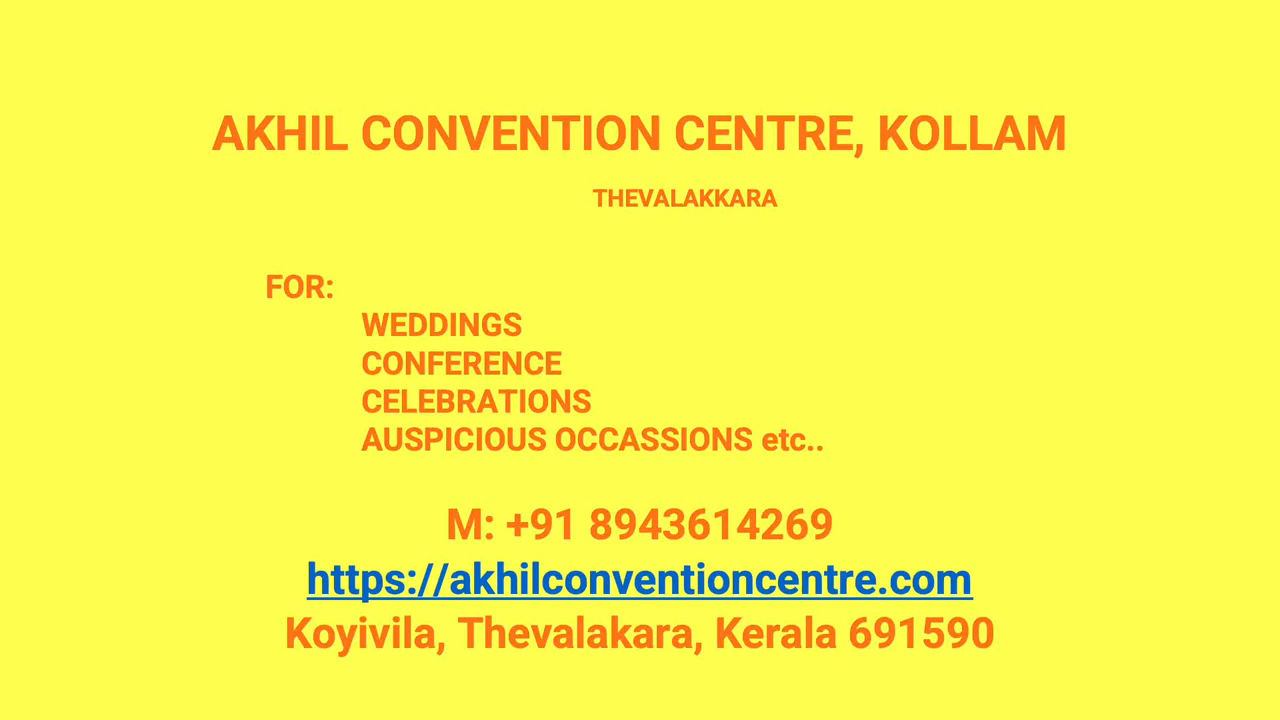 AKHIL CONVENTION CENTRE, KOLLAM
THEVALAKKARA
FOR:
WEDDINGS
CONFERENCE
CELEBRATIONS
AUSPICIOUS OCCASSIONS etc..
M: +91 8943614269
https://akhilconventioncentre.com
Koyivila, Thevalakara, Kerala 691590